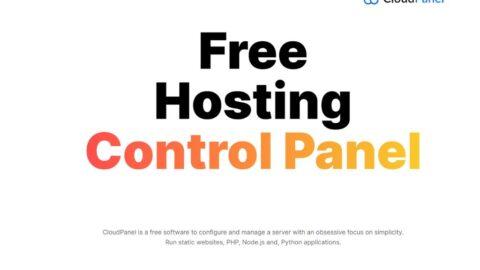 CloudPanel
Free
Hosting
Control Panel
CloudPanel is a free software to configure and manage a server with an obsessive focus on simplicity.
Run static websites, PHP, Node.js and, Python applications.